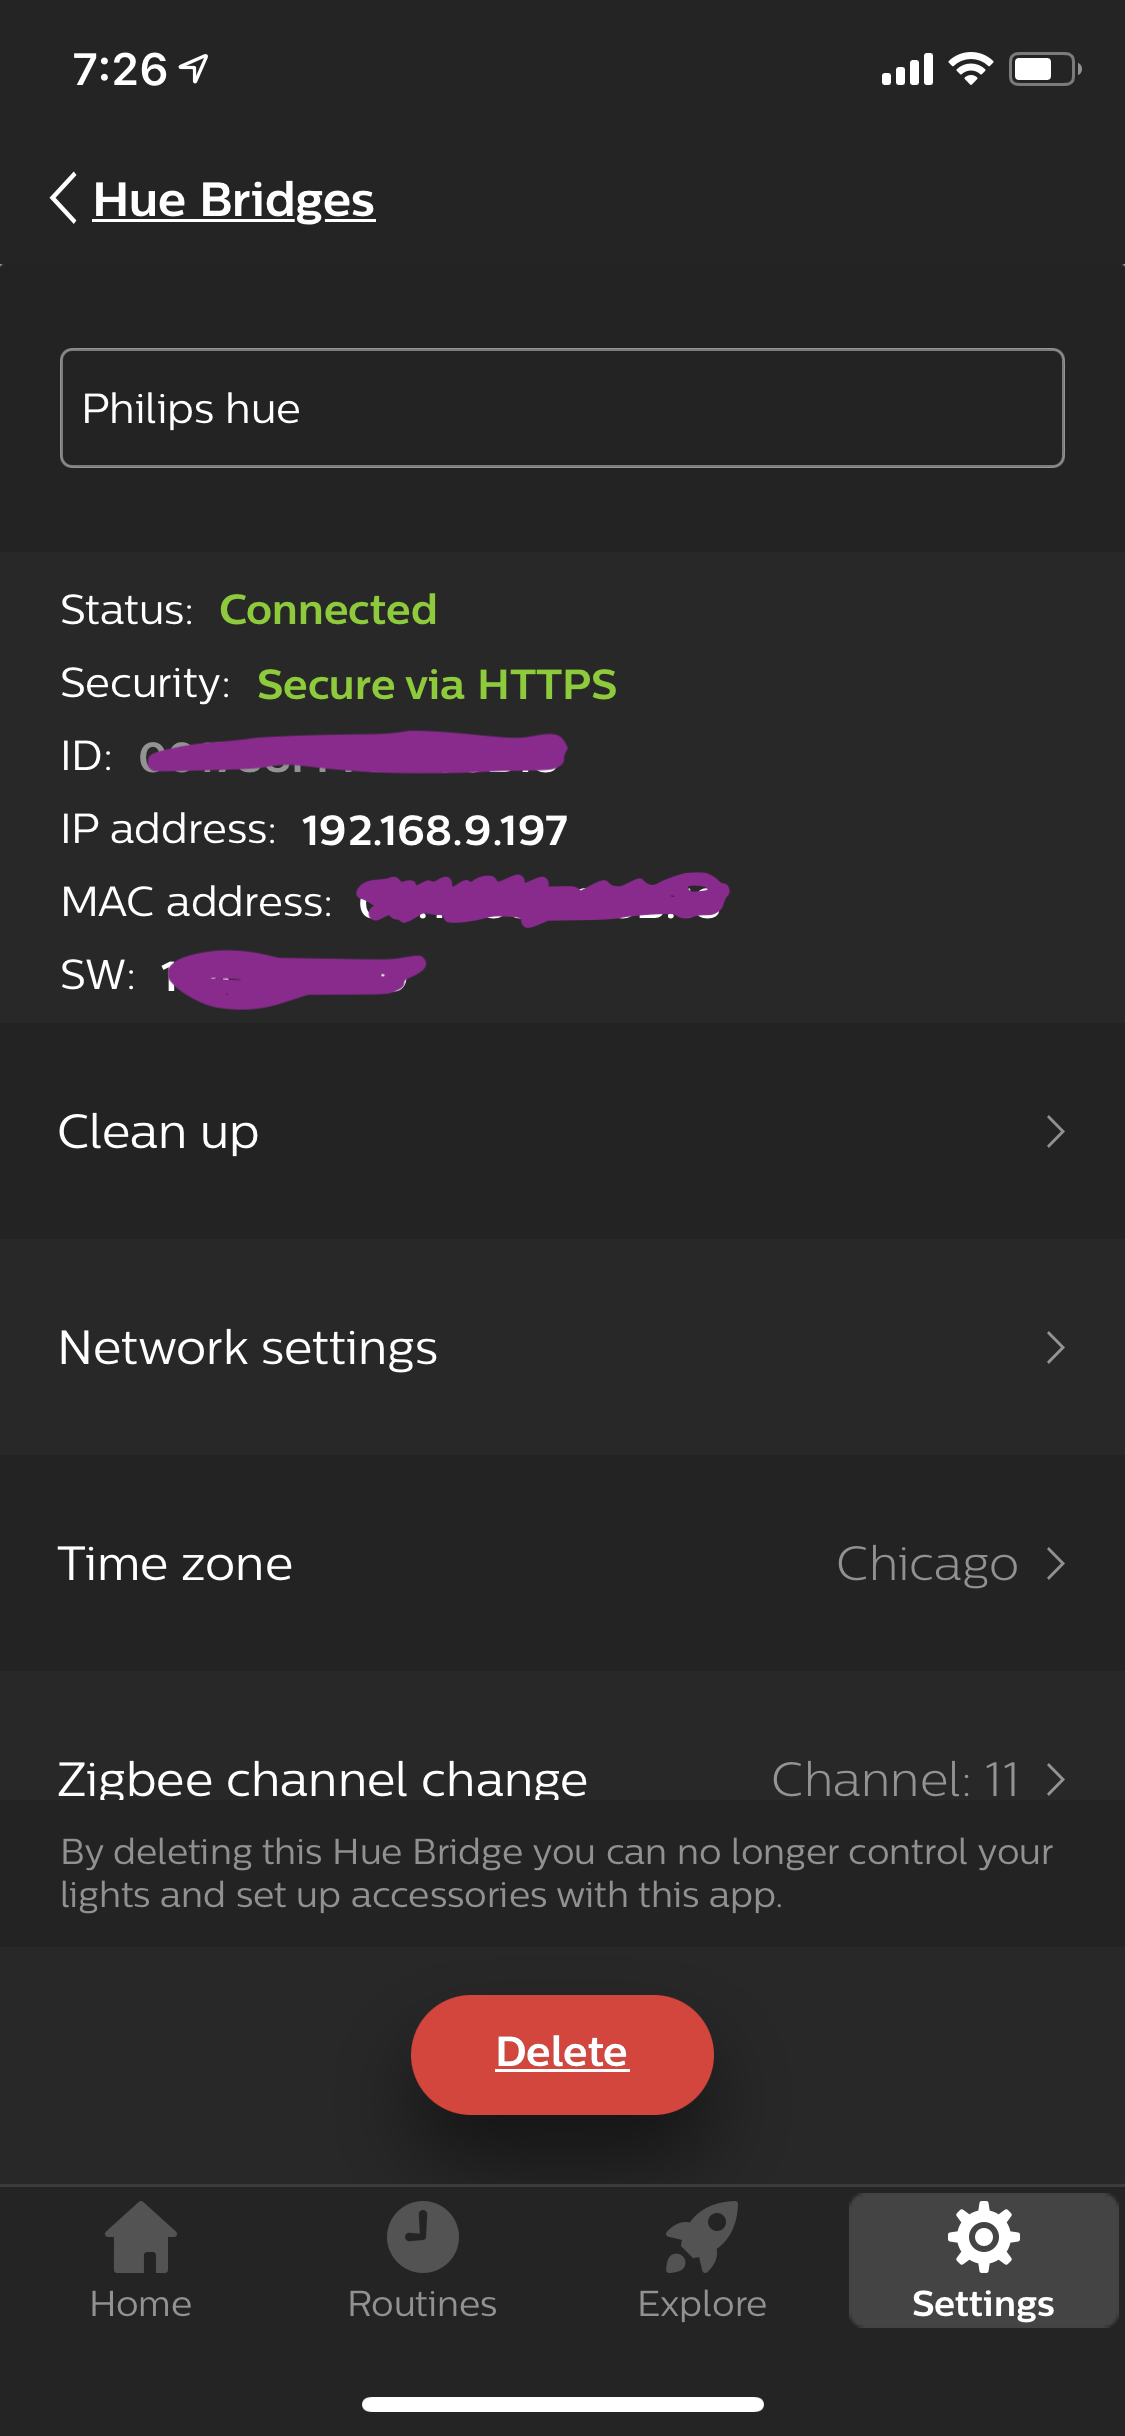 7:26
Hue Bridges
Philips hue
Status: Connected
Security: Secure via HTTPS
ID:
IP address: 192.168.9.197
MAC address:
SW:
Clean up
Network settings
Time zone Chicago
Zigbee channel change Channel: 11
By deleting this Hue Bridge you can no longer control your
lights and set up accessories with this app.
Delete
Home Routines Explore Settings